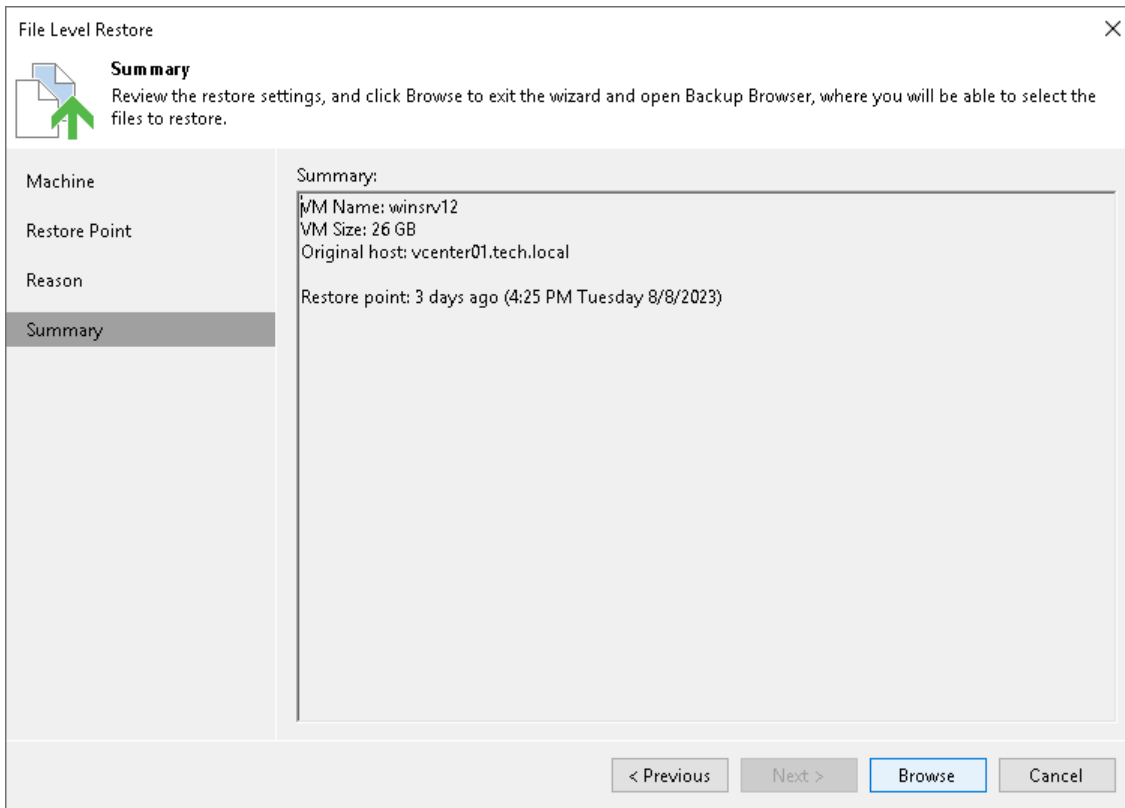 File Level Restore
Summary
Review the restore settings, and click Browse to exit the wizard and open Backup Browser, where you will be able to select the
files to restore.
Machine
Restore Point
Reason
Summary
Summary:
VM Name: winsrv12
VM Size: 26 GB
Original host: vcenter01.tech.local
Restore point: 3 days ago (4:25 PM Tuesday 8/8/2023)
< Previous
Next >
Browse
Cancel